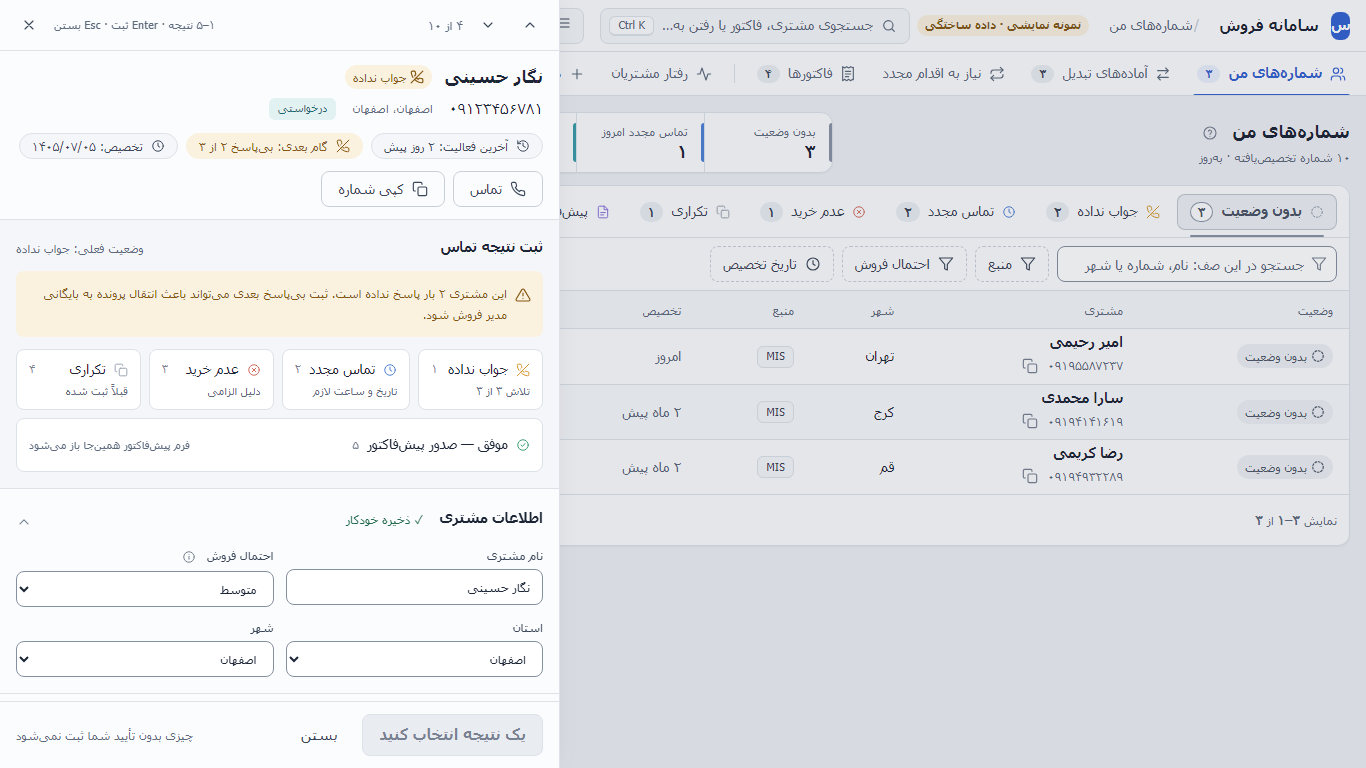 س
سامانه فروش
/
شماره‌های من
نمونه نمایشی · داده ساختگی
جستجوی مشتری، فاکتور یا رفتن به...
Ctrl K
شماره‌های من ۳
آماده‌های تبدیل ۳
نیاز به اقدام مجدد
فاکتورها ۴
رفتار مشتریان
شماره‌های من
۱۰ شماره تخصیص‌یافته · به‌روز
بدون وضعیت
۳
تماس مجدد امروز
۱
بدون وضعیت ۳
جواب نداده ۲
تماس مجدد ۲
عدم خرید ۱
تکراری ۱
جستجو در این صف: نام، شماره یا شهر
منبع
احتمال فروش
تاریخ تخصیص
وضعیت
مشتری
شهر
منبع
تخصیص
بدون وضعیت
امیر رحیمی
۰۹۱۹۵۵۸۷۲۳۷
تهران
MIS
امروز
بدون وضعیت
سارا محمدی
۰۹۱۹۴۱۴۱۶۱۹
کرج
MIS
۲ ماه پیش
بدون وضعیت
رضا کریمی
۰۹۱۹۴۹۳۲۲۸۹
قم
MIS
۲ ماه پیش
نمایش ۱–۳ از ۳
۴ از ۱۰
۱–۵ نتیجه · Enter ثبت · Esc بستن
نگار حسینی
جواب نداده
۰۹۱۲۳۴۵۶۷۸۱
اصفهان، اصفهان
درخواستی
آخرین فعالیت: ۲ روز پیش
گام بعدی: بی‌پاسخ ۲ از ۳
تخصیص: ۱۴۰۵/۰۷/۰۵
تماس
کپی شماره
ثبت نتیجه تماس
وضعیت فعلی: جواب نداده
این مشتری ۲ بار پاسخ نداده است. ثبت بی‌پاسخ بعدی می‌تواند باعث انتقال پرونده به بایگانی
مدیر فروش شود.
جواب نداده ۱
تلاش ۳ از ۳
تماس مجدد ۲
تاریخ و ساعت لازم
عدم خرید ۳
دلیل الزامی
تکراری ۴
قبلاً ثبت شده
موفق — صدور پیش‌فاکتور ۵
فرم پیش‌فاکتور همین‌جا باز می‌شود
اطلاعات مشتری
✓ ذخیره خودکار
نام مشتری
نگار حسینی
احتمال فروش
متوسط
استان
اصفهان
شهر
اصفهان
یک نتیجه انتخاب کنید
بستن
چیزی بدون تأیید شما ثبت نمی‌شود